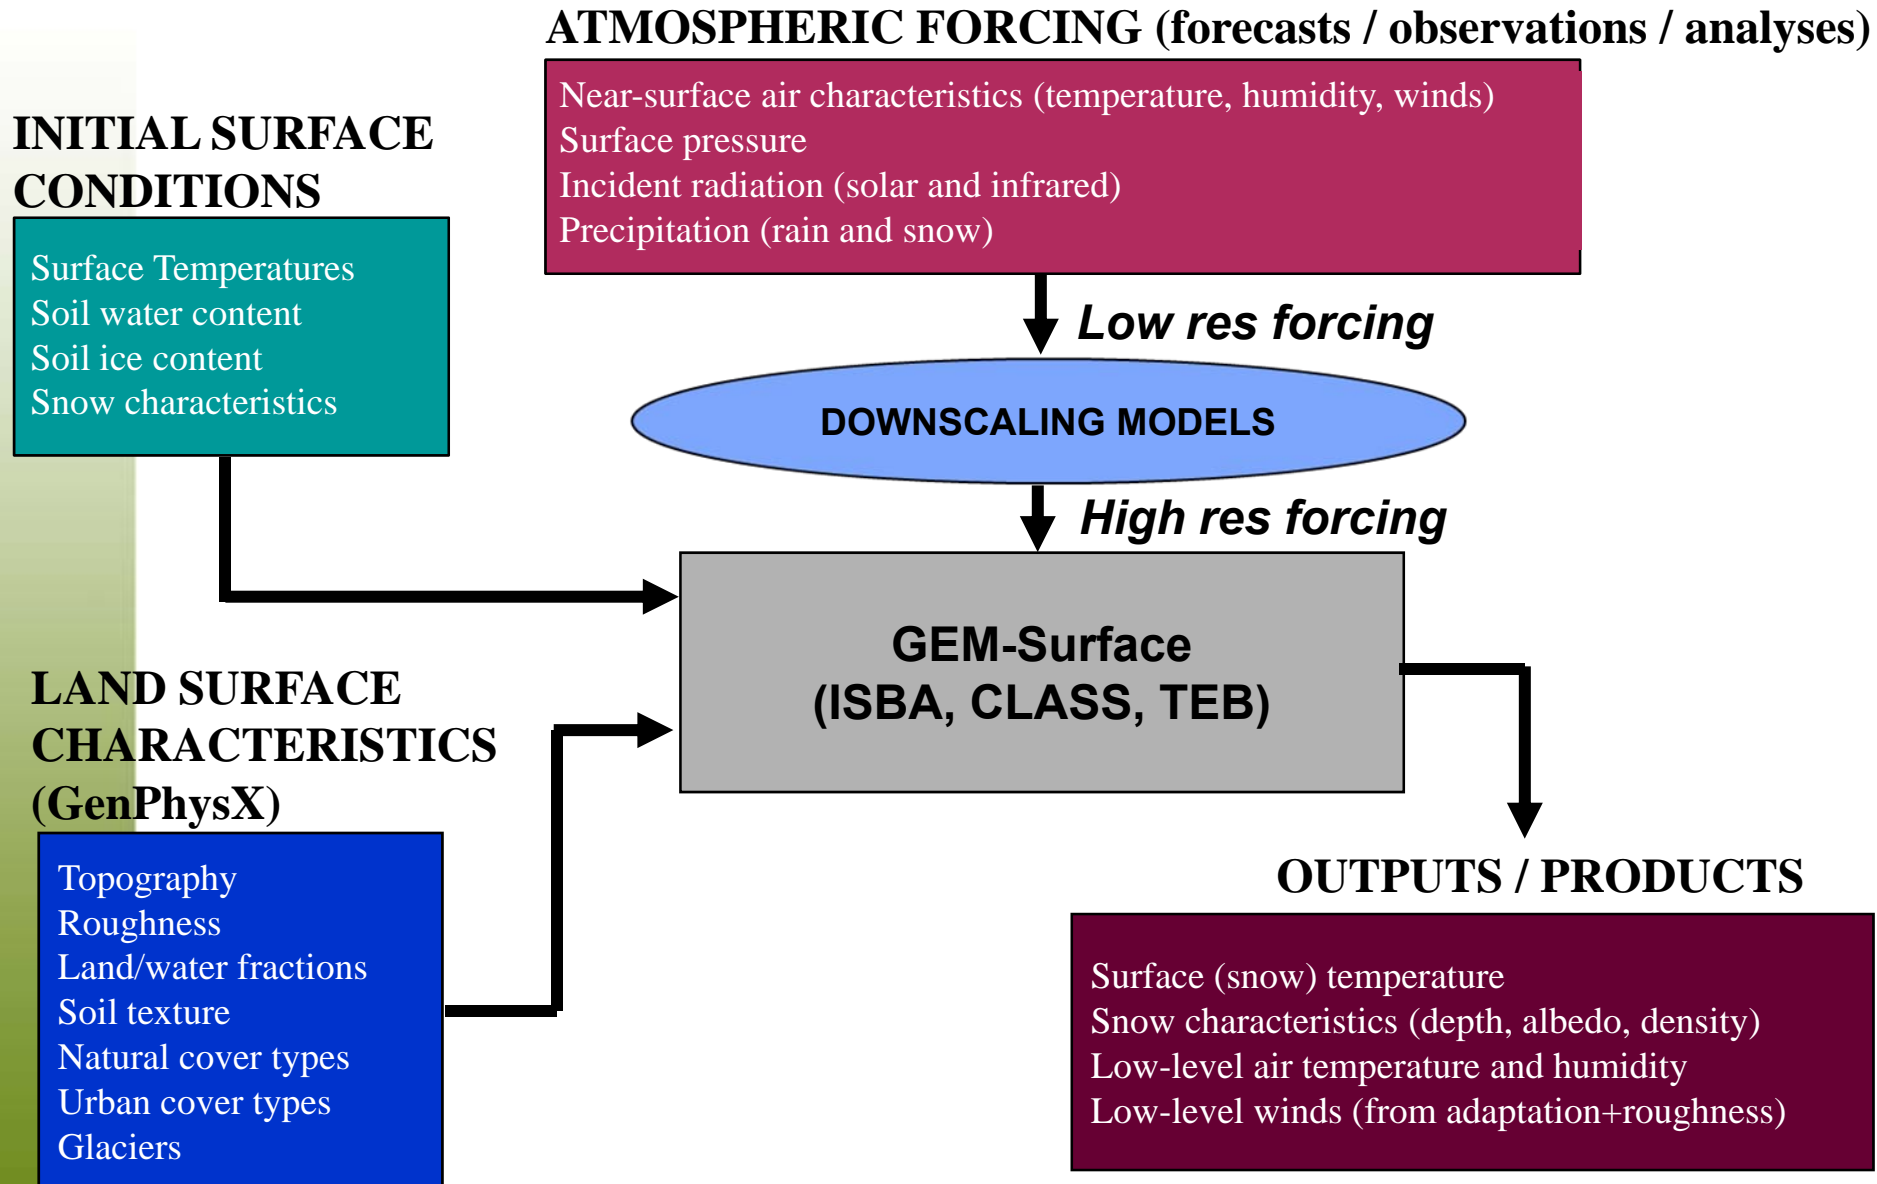 ATMOSPHERIC FORCING (forecasts / observations / analyses)
Near-surface air characteristics (temperature, humidity, winds)
Surface pressure
Incident radiation (solar and infrared)
Precipitation (rain and snow)
INITIAL SURFACE
CONDITIONS
Surface Temperatures
Soil water content
Soil ice content
Snow characteristics
Low res forcing
DOWNSCALING MODELS
High res forcing
GEM-Surface
(ISBA, CLASS, TEB)
LAND SURFACE
CHARACTERISTICS
(GenPhysX)
Topography
Roughness
Land/water fractions
Soil texture
Natural cover types
Urban cover types
Glaciers
OUTPUTS / PRODUCTS
Surface (snow) temperature
Snow characteristics (depth, albedo, density)
Low-level air temperature and humidity
Low-level winds (from adaptation+roughness)